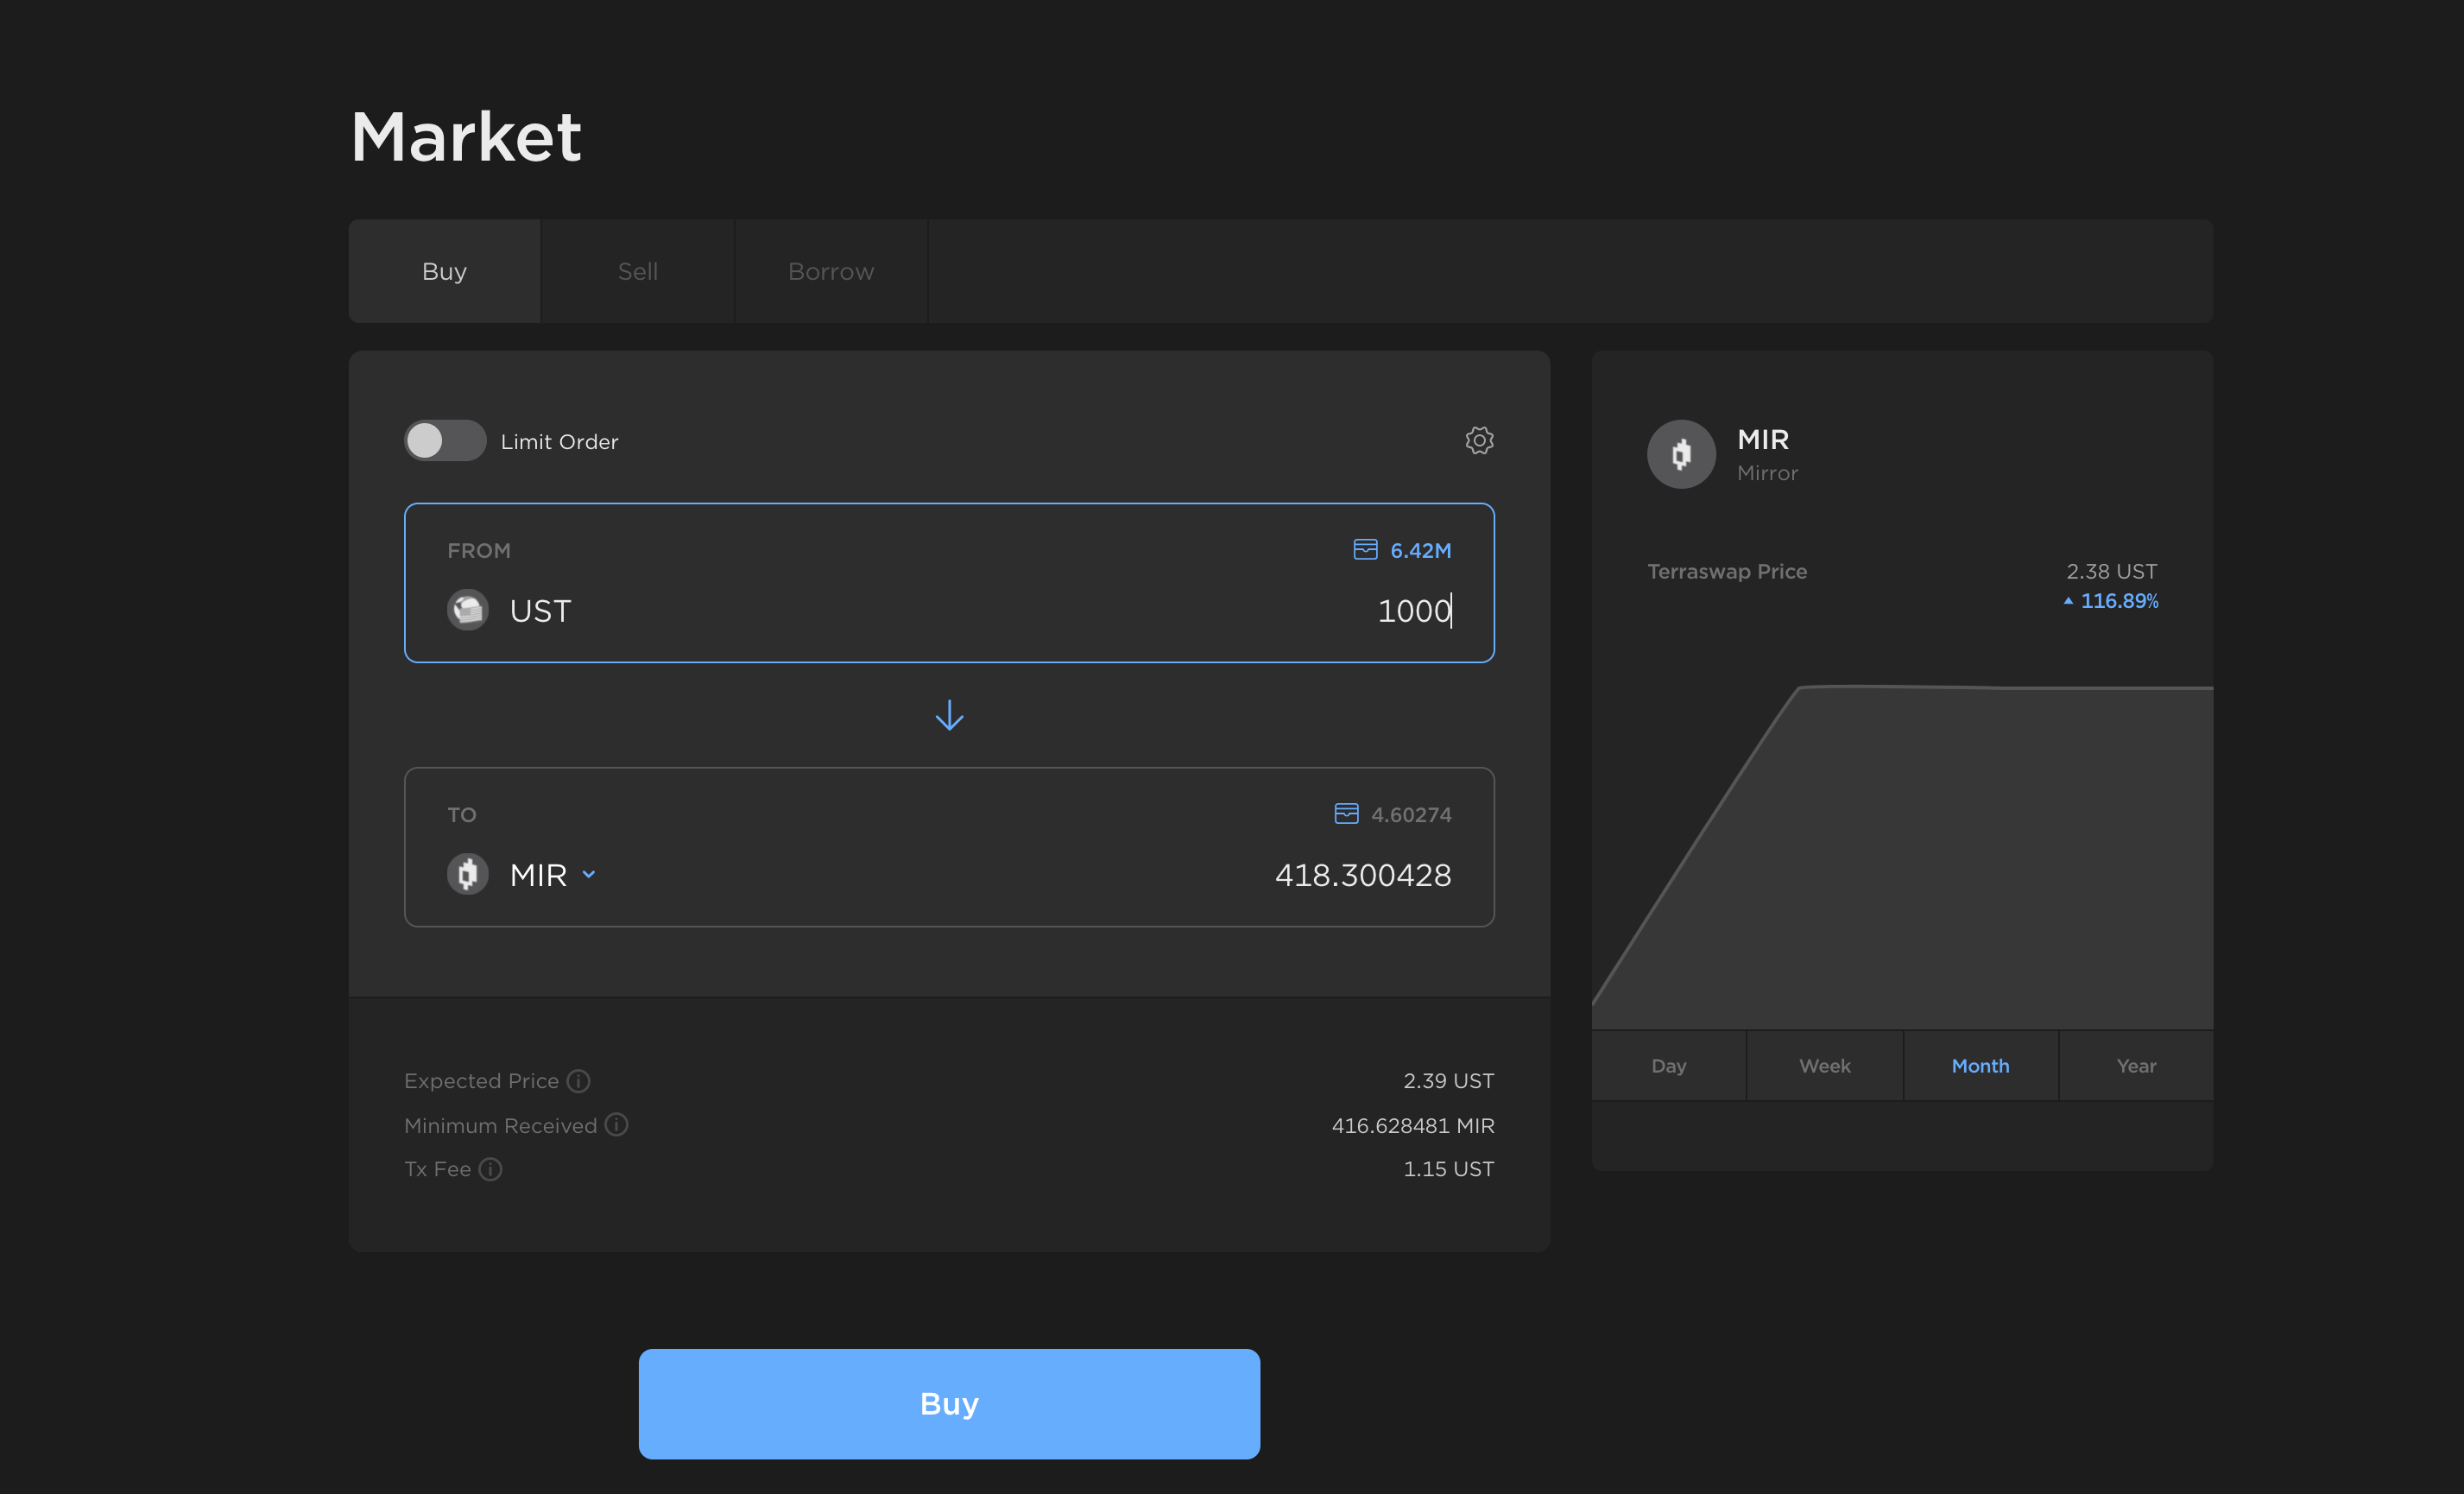 Market
Buy Sell Borrow
Limit Order
FROM 6.42M
UST 1000
TO 4.60274
MIR 418.300428
Expected Price 2.39 UST
Minimum Received 416.628481 MIR
Tx Fee 1.15 UST
Buy
MIR
Mirror
Terraswap Price 2.38 UST
116.89%
Day Week Month Year